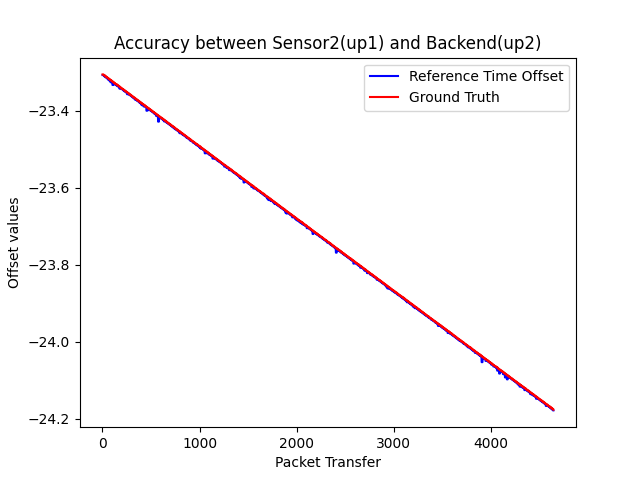 Accuracy between Sensor2(up1) and Backend(up2)
Reference Time Offset
Ground Truth
Offset values
−23.4
−23.6
−23.8
−24.0
−24.2
0 1000 2000 3000 4000
Packet Transfer